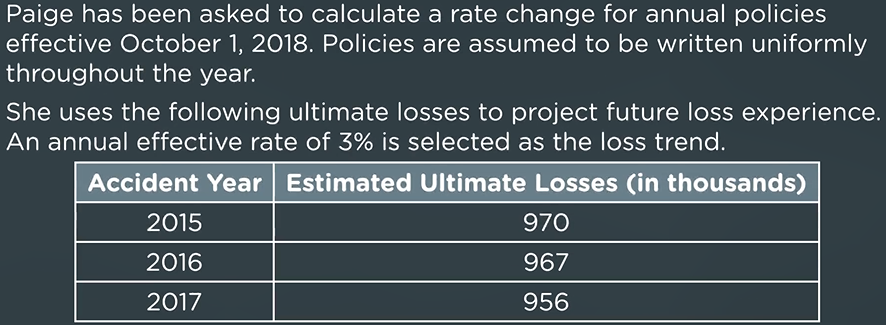 Paige has been asked to calculate a rate change for annual policies
effective October 1, 2018. Policies are assumed to be written uniformly
throughout the year.
She uses the following ultimate losses to project future loss experience.
An annual effective rate of 3% is selected as the loss trend.
Accident Year Estimated Ultimate Losses (in thousands)
2015 970
2016 967
2017 956